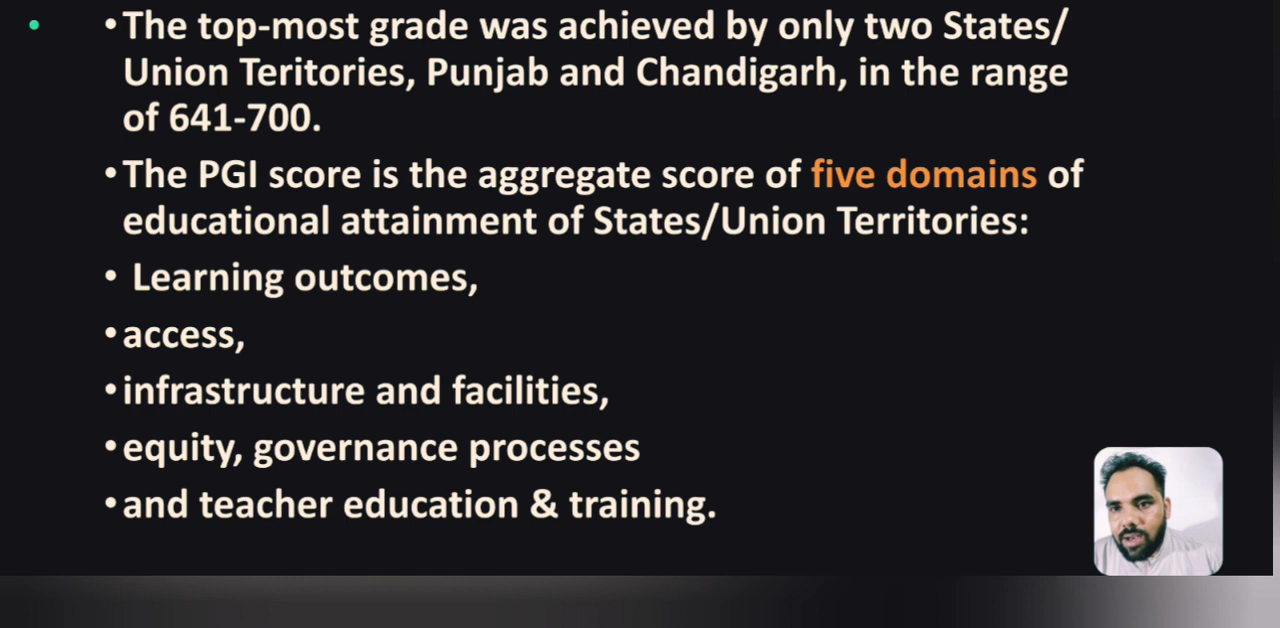 •The top-most grade was achieved by only two States/
Union Teritories, Punjab and Chandigarh, in the range
of 641-700.
•The PGI score is the aggregate score of five domains of
educational attainment of States/Union Territories:
• Learning outcomes,
•access,
•infrastructure and facilities,
•equity, governance processes
•and teacher education & training.